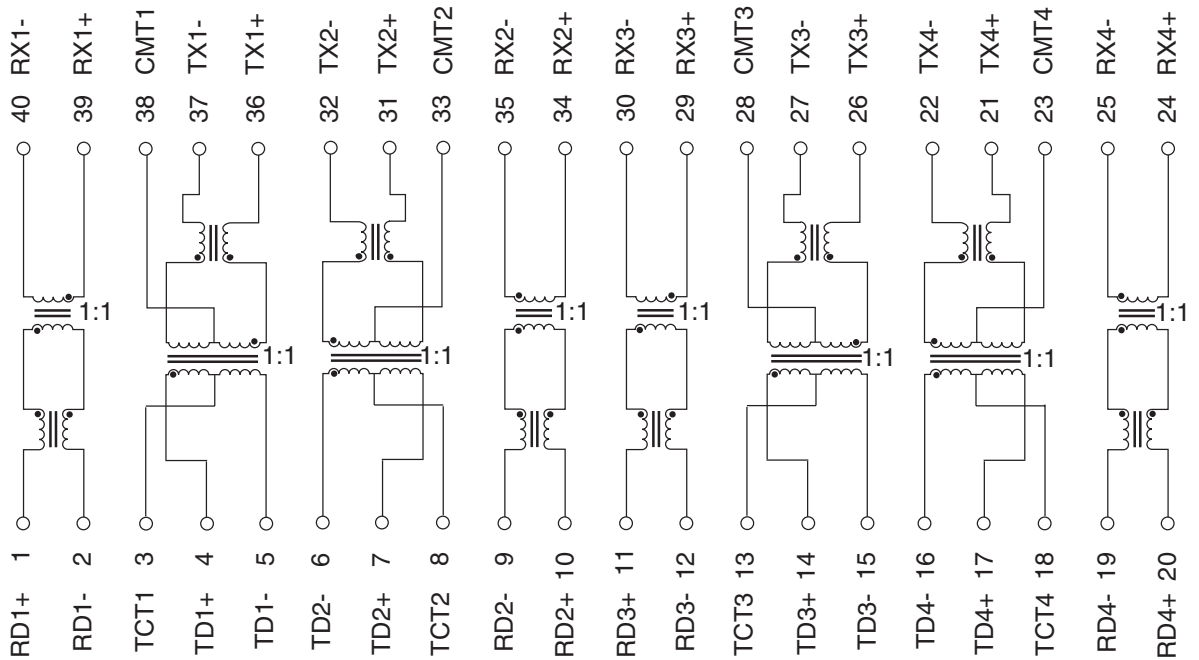 RX1-
RX1+
CMT1
TX1-
TX1+
TX2-
TX2+
CMT2
RX2-
RX2+
RX3-
RX3+
CMT3
TX3-
TX3+
TX4-
TX4+
CMT4
RX4-
RX4+
40
39
38
37
36
32
31
33
35
34
30
29
28
27
26
22
21
23
25
24
1:1
1:1
1:1
1:1
1:1
1:1
1:1
1:1
1
2
3
4
5
6
7
8
9
10
11
12
13
14
15
16
17
18
19
20
RD1+
RD1-
TCT1
TD1+
TD1-
TD2-
TD2+
TCT2
RD2-
RD2+
RD3+
RD3-
TCT3
TD3+
TD3-
TD4-
TD4+
TCT4
RD4-
RD4+